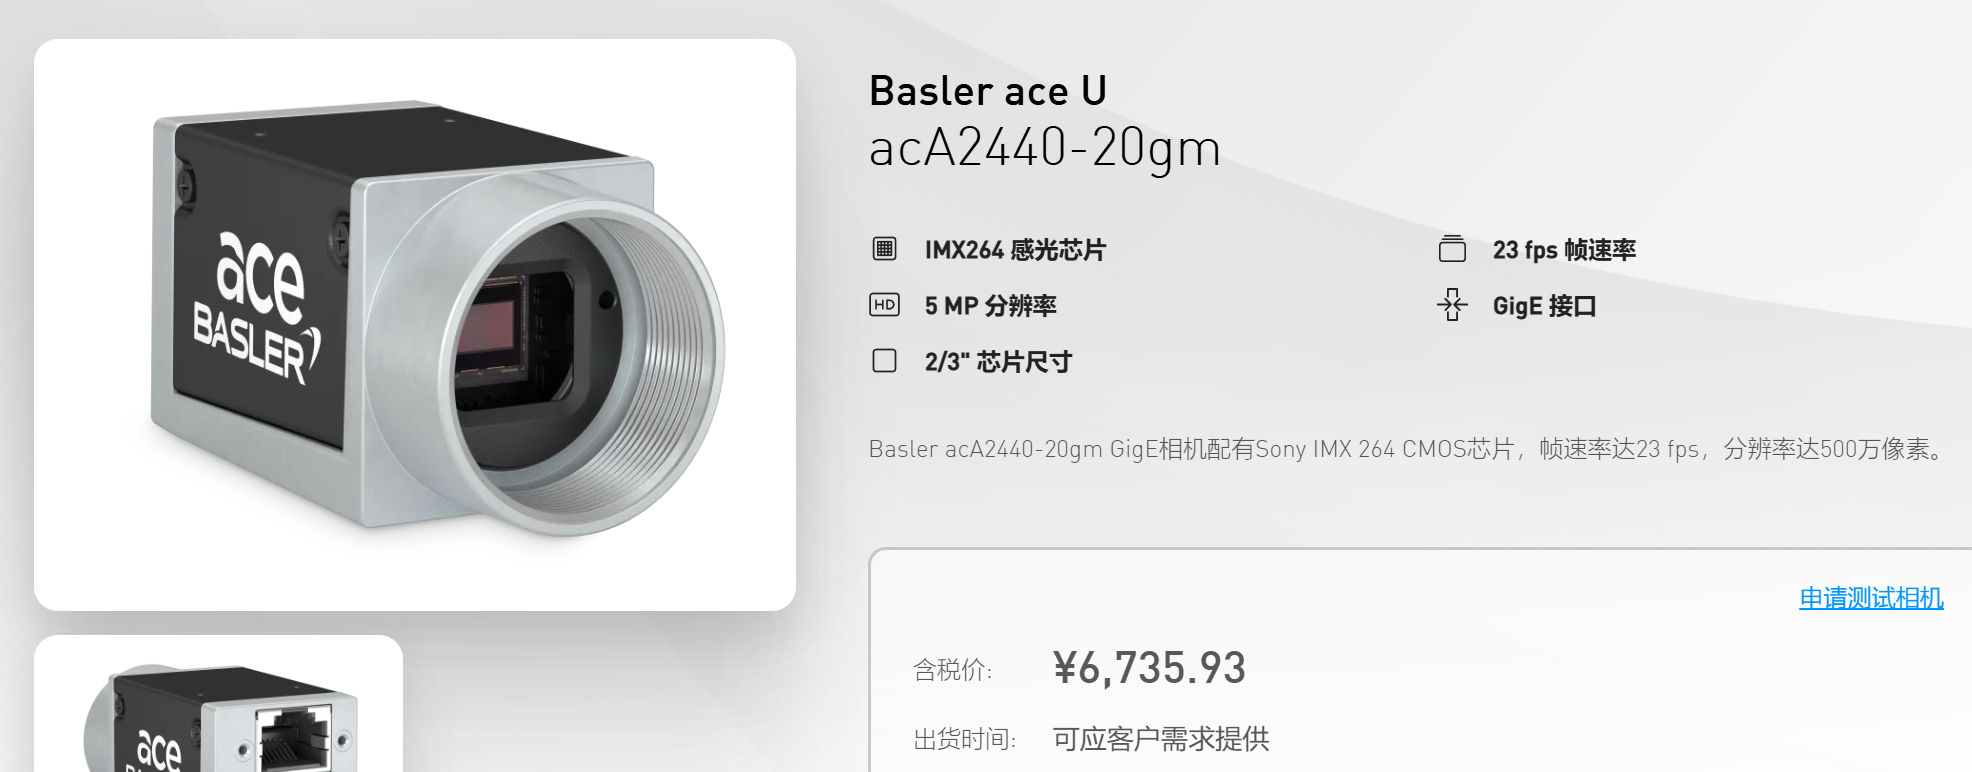 Basler ace U
acA2440-20gm
IMX264 感光芯片
23 fps 帧速率
HD
5 MP 分辨率
GigE 接口
2/3" 芯片尺寸
Basler acA2440-20gm GigE相机配有Sony IMX 264 CMOS芯片，帧速率达23 fps，分辨率达500万像素。
申请测试相机
含税价:
¥6,735.93
出货时间:
可应客户需求提供
ace
BASLER
ace